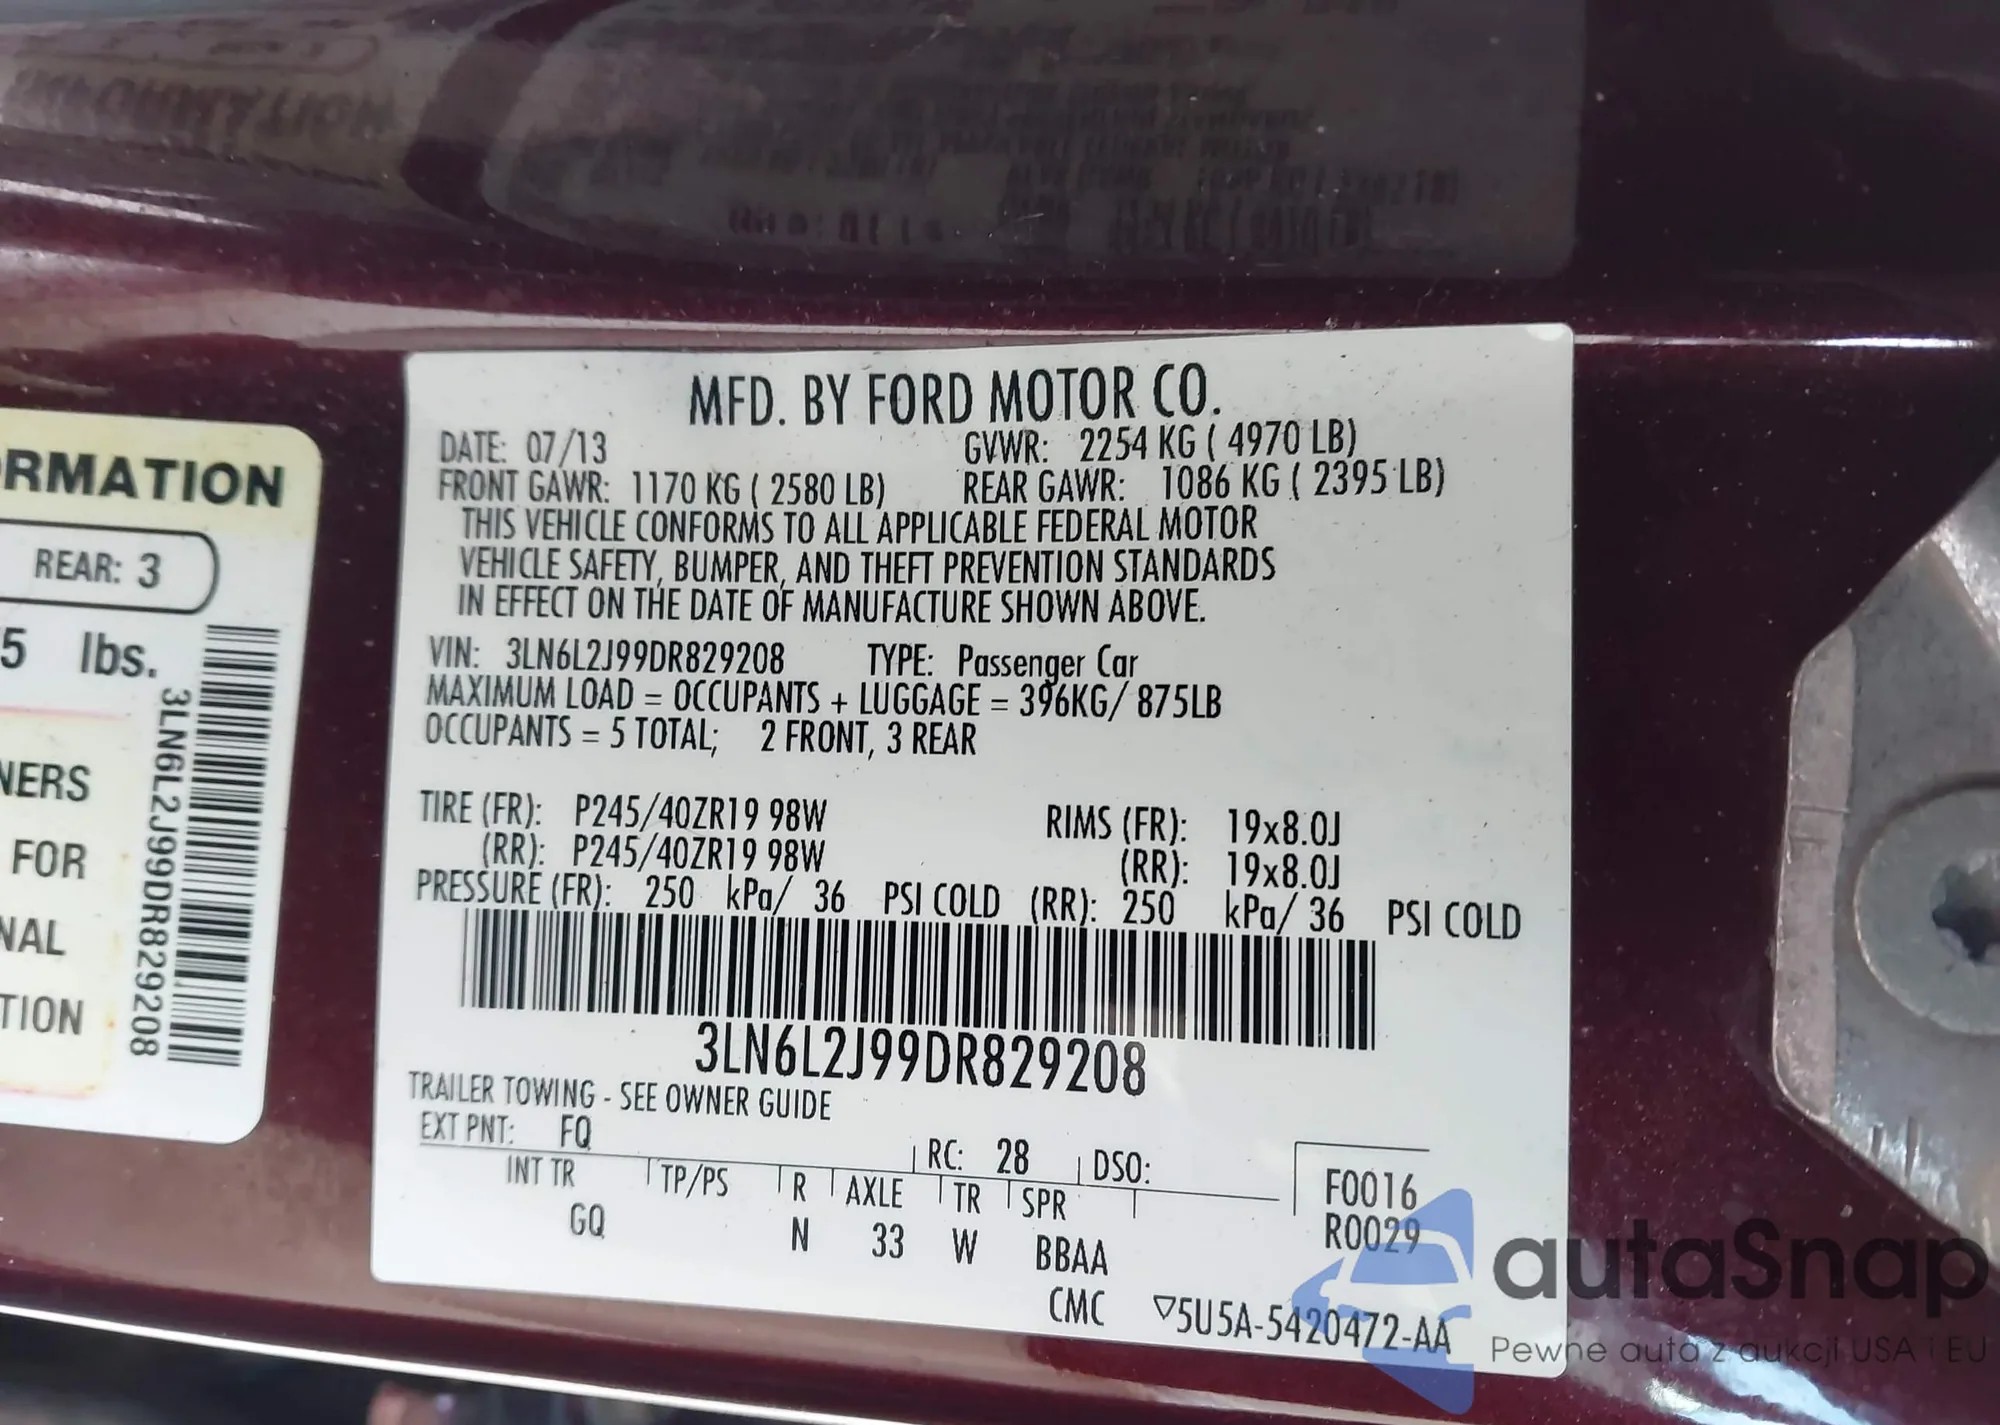 RMATION
REAR: 3
5 lbs.
NERS
FOR
NAL
TION
3LN6L2J99DR829208
MFD. BY FORD MOTOR CO.
DATE: 07/13 GVWR: 2254 KG ( 4970 LB)
FRONT GAWR: 1170 KG ( 2580 LB) REAR GAWR: 1086 KG ( 2395 LB)
THIS VEHICLE CONFORMS TO ALL APPLICABLE FEDERAL MOTOR
VEHICLE SAFETY, BUMPER, AND THEFT PREVENTION STANDARDS
IN EFFECT ON THE DATE OF MANUFACTURE SHOWN ABOVE.
VIN: 3LN6L2J99DR829208 TYPE: Passenger Car
MAXIMUM LOAD = OCCUPANTS + LUGGAGE = 396KG/ 875LB
OCCUPANTS = 5 TOTAL; 2 FRONT, 3 REAR
TIRE (FR): P245/40ZR19 98W RIMS (FR): 19x8.0J
(RR): P245/40ZR19 98W (RR): 19x8.0J
PRESSURE (FR): 250 kPa/ 36 PSI COLD (RR): 250 kPa/ 36 PSI COLD
3LN6L2J99DR829208
TRAILER TOWING - SEE OWNER GUIDE
EXT PNT: FQ RC: 28 DSO:
INT TR TP/PS R AXLE TR SPR F0016
GQ N 33 W BBAA R0029
CMC ▽5U5A-5420472-AA
autaSnap
Pewne auta z aukcji USA i EU